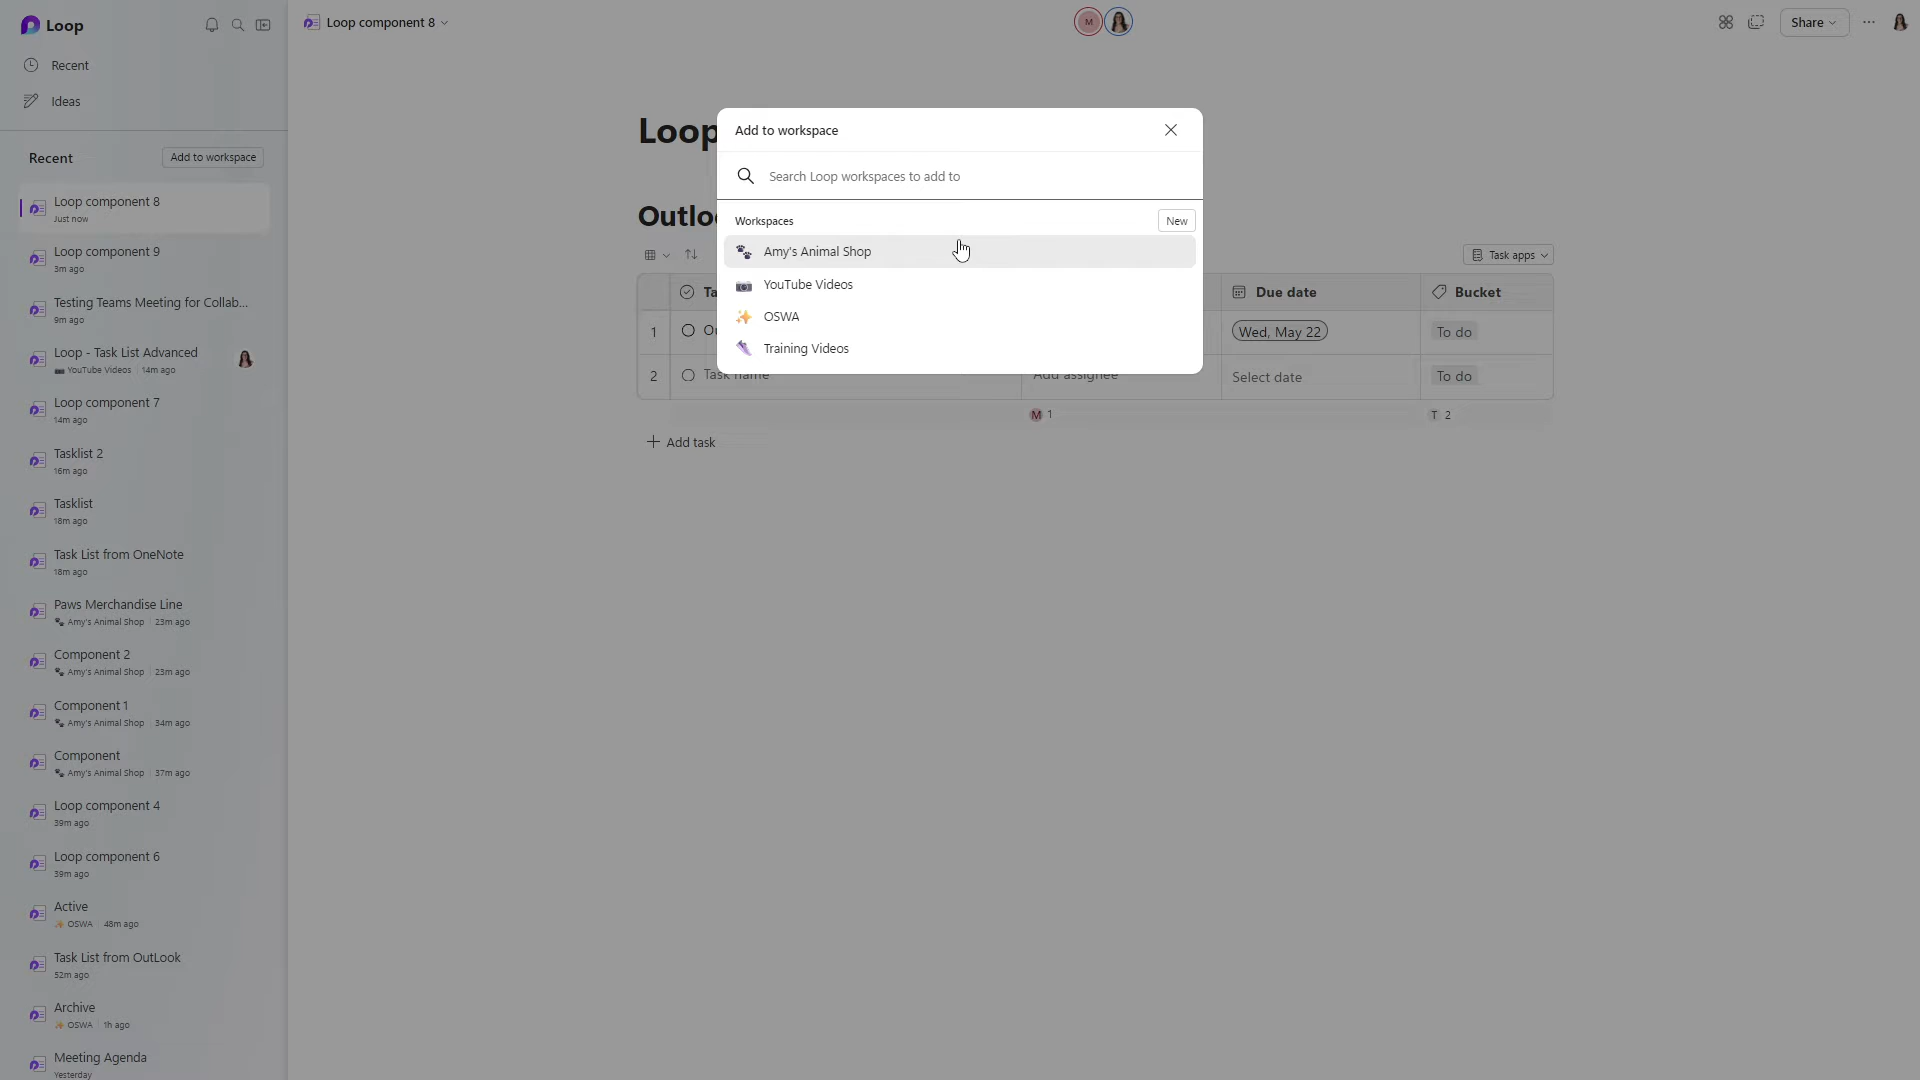 Loop
Recent
Ideas
Recent
Add to workspace
Loop component 8
Just now
Loop component 9
3m ago
Testing Teams Meeting for Collab...
9m ago
Loop - Task List Advanced
YouTube Videos 14m ago
Loop component 7
14m ago
Tasklist 2
16m ago
Tasklist
18m ago
Task List from OneNote
18m ago
Paws Merchandise Line
Amy's Animal Shop 23m ago
Component 2
Amy's Animal Shop 23m ago
Component 1
Amy's Animal Shop 34m ago
Component
Amy's Animal Shop 37m ago
Loop component 4
39m ago
Loop component 6
39m ago
Active
OSWA 48m ago
Task List from OutLook
52m ago
Archive
OSWA 1h ago
Meeting Agenda
Yesterday
Loop component 8
M
Share
Loop
Add to workspace
Search Loop workspaces to add to
Workspaces
New
Amy's Animal Shop
YouTube Videos
OSWA
Training Videos
Task apps
Due date
Bucket
1
Wed, May 22
To do
2
Task name
Add assignee
Select date
To do
M 1
T 2
Add task